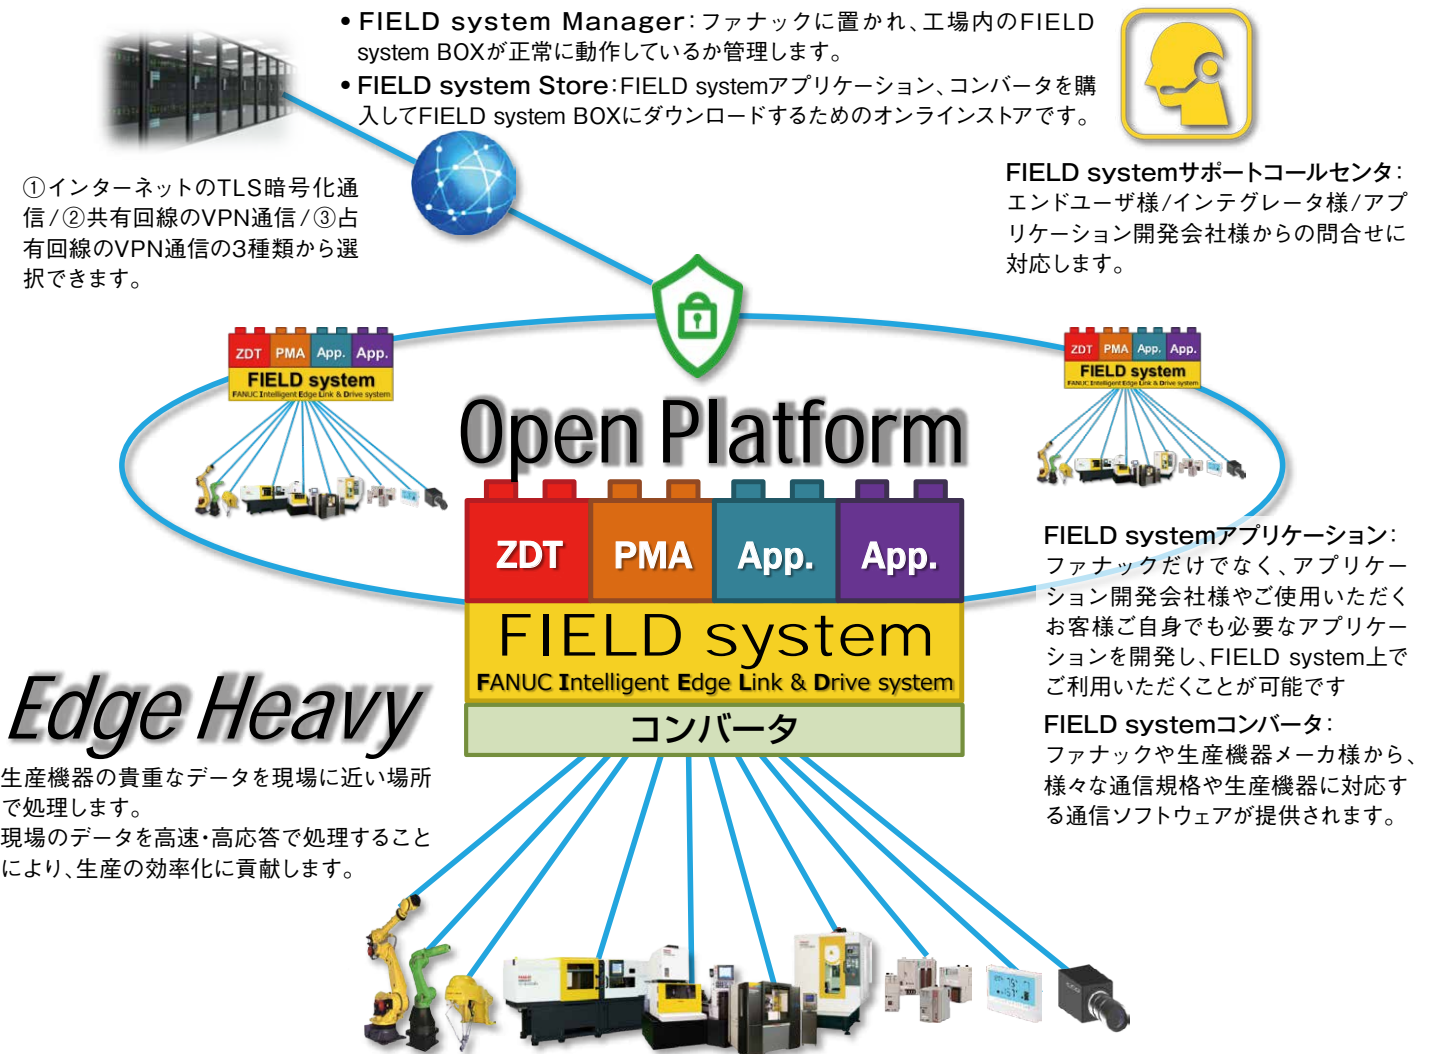 • FIELD system Manager：ファナックに置かれ、工場内のFIELD
system BOXが正常に動作しているか管理します。
• FIELD system Store：FIELD systemアプリケーション、コンバータを購
入してFIELD system BOXにダウンロードするためのオンラインストアです。
①インターネットのTLS暗号化通
信/②共有回線のVPN通信/③占
有回線のVPN通信の3種類から選
択できます。
FIELD systemサポートコールセンタ：
エンドユーザ様/インテグレータ様/アプ
リケーション開発会社様からの問合せに
対応します。
ZDT PMA App. App.
FIELD system
FANUC Intelligent Edge Link & Drive system
ZDT PMA App. App.
FIELD system
FANUC Intelligent Edge Link & Drive system
Open Platform
ZDT PMA App. App.
FIELD system
FANUC Intelligent Edge Link & Drive system
コンバータ
FIELD systemアプリケーション：
ファナックだけでなく、アプリケー
ション開発会社様やご使用いただく
お客様ご自身でも必要なアプリケー
ションを開発し、FIELD system上で
ご利用いただくことが可能です
FIELD systemコンバータ：
ファナックや生産機器メーカ様から、
様々な通信規格や生産機器に対応す
る通信ソフトウェアが提供されます。
Edge Heavy
生産機器の貴重なデータを現場に近い場所
で処理します。
現場のデータを高速・高応答で処理すること
により、生産の効率化に貢献します。